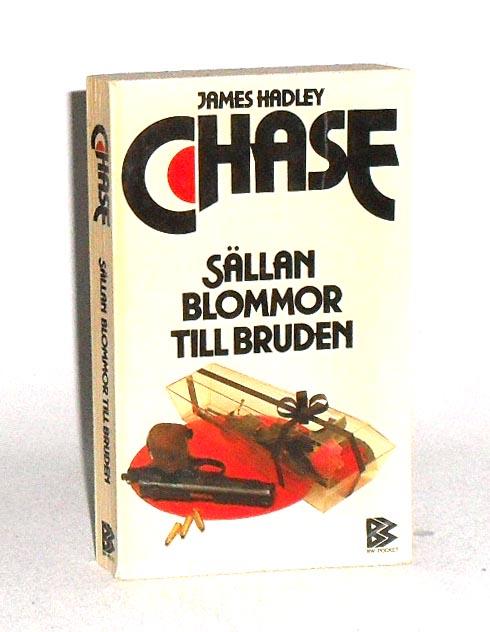 JAMES HADLEY
CHASE
SÄLLAN
BLOMMOR
TILL BRUDEN
BW POCKET
CHASE
SÄLLAN BLOMMOR TILL BRUDEN